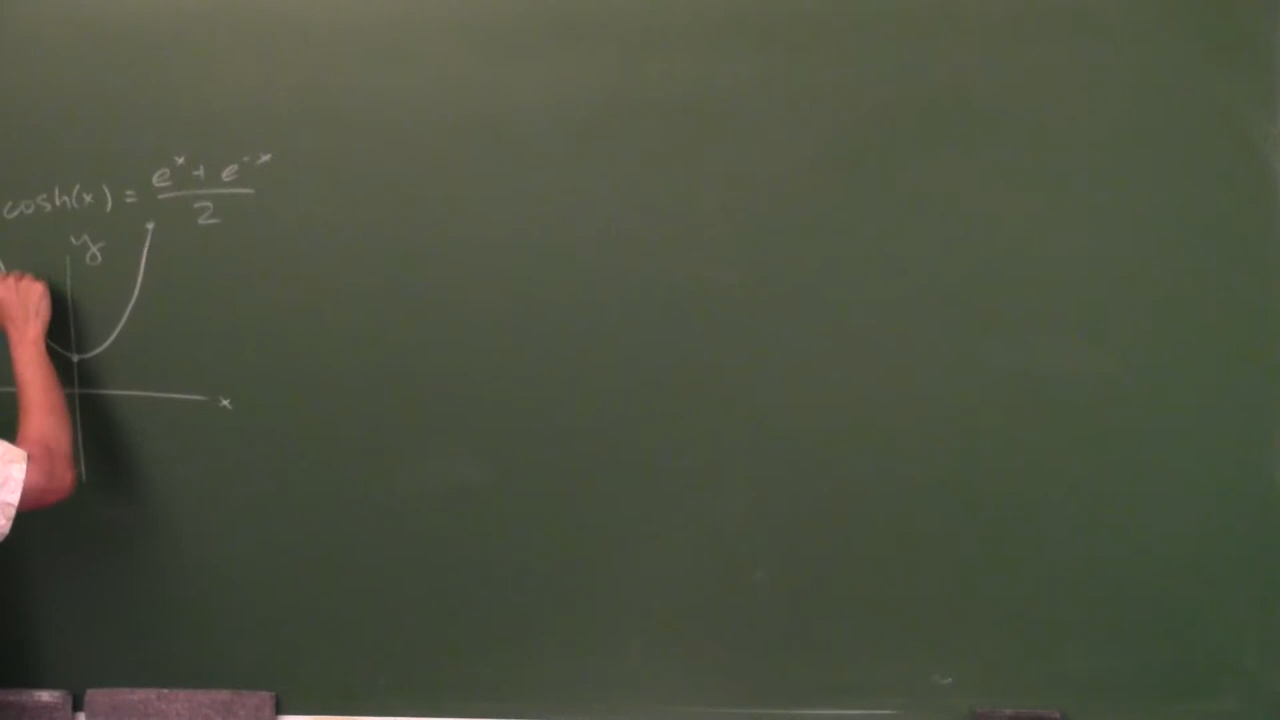 cosh(x) = (e^x + e^-x)/2
y
x